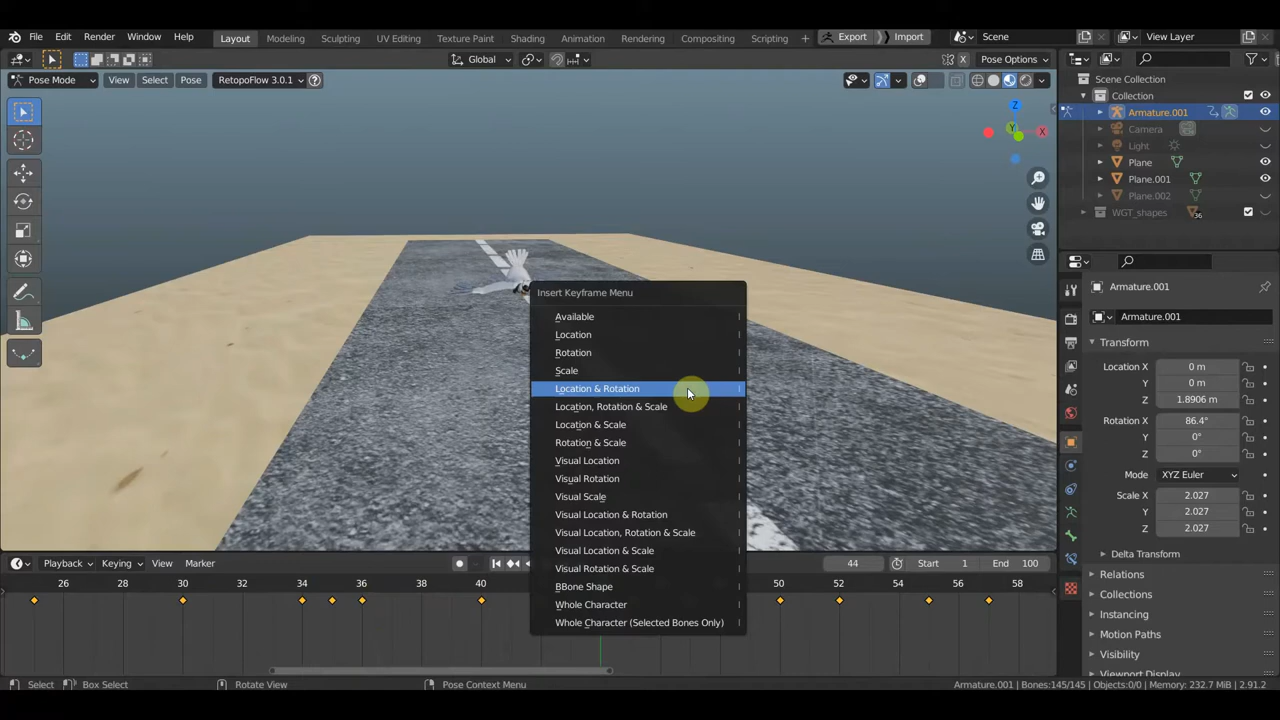 File Edit Render Window Help Layout Modeling Sculpting UV Editing Texture Paint Shading Animation Rendering Compositing Scripting + Export Import Scene View Layer
Global X Pose Options
Pose Mode View Select Pose RetopoFlow 3.0.1
Scene Collection
Collection
Armature.001
Camera
Light
Plane
Plane.001
Plane.002
WGT_shapes 36
Z
Y
X
Insert Keyframe Menu
Available I
Location I
Rotation I
Scale I
Location & Rotation I
Location, Rotation & Scale I
Location & Scale I
Rotation & Scale I
Visual Location I
Visual Rotation I
Visual Scale I
Visual Location & Rotation I
Visual Location, Rotation & Scale I
Visual Location & Scale I
Visual Rotation & Scale I
BBone Shape I
Whole Character I
Whole Character (Selected Bones Only) I
Armature.001
Armature.001
Transform
Location X 0 m
Y 0 m
Z 1.8906 m
Rotation X 86.4°
Y 0°
Z 0°
Mode XYZ Euler
Scale X 2.027
Y 2.027
Z 2.027
Delta Transform
Relations
Collections
Instancing
Motion Paths
Visibility
Viewport Display
Playback Keying View Marker 44 Start 1 End 100
26 28 30 32 34 36 38 40 50 52 54 56 58
Select Box Select Rotate View Pose Context Menu Armature.001 | Bones:145/145 | Objects:0/0 | Memory: 232.7 MiB | 2.91.2